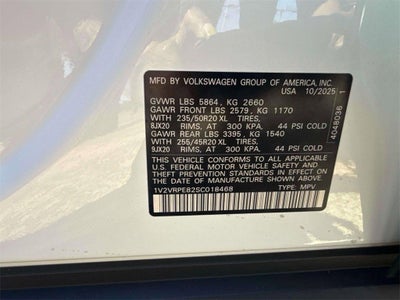 MFD BY VOLKSWAGEN GROUP OF AMERICA, INC.
USA 10/2025 1
GVWR LBS 5864, KG 2660
GAWR FRONT LBS 2579, KG 1170
WITH 235/50R20 XL TIRES,
8JX20 RIMS, AT 300 KPA, 44 PSI COLD
GAWR REAR LBS 3395, KG 1540
WITH 255/45R20 XL TIRES,
9JX20 RIMS, AT 300 KPA, 44 PSI COLD
THIS VEHICLE CONFORMS TO ALL APPLICABLE
U.S. FEDERAL MOTOR VEHICLE SAFETY AND
THEFT PREVENTION STANDARDS IN EFFECT ON
THE DATE OF MANUFACTURE SHOWN ABOVE.
1V2VRPE82SC018468 TYPE: MPV
4048036